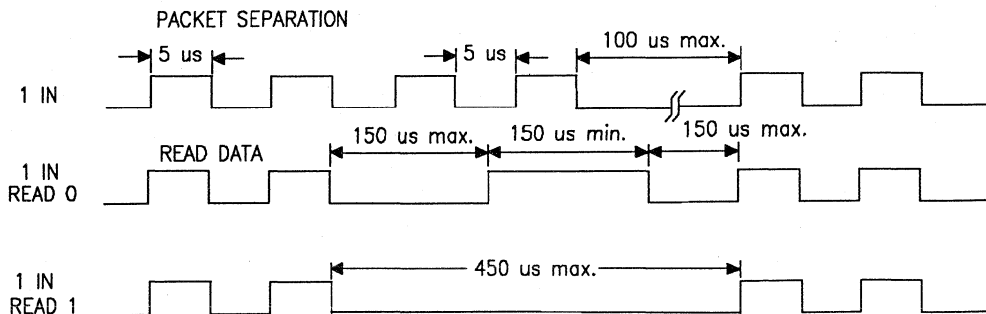 PACKET SEPARATION
5 us
5 us
100 us max.
1 IN
150 us max.
150 us min.
150 us max.
READ DATA
1 IN
READ 0
450 us max.
1 IN
READ 1